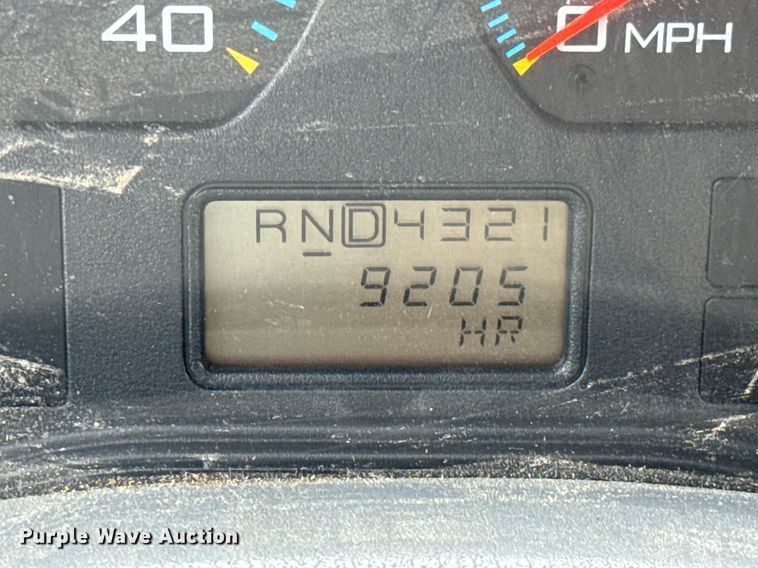 40
0 MPH
RND4321
9205
HR
Purple Wave Auction